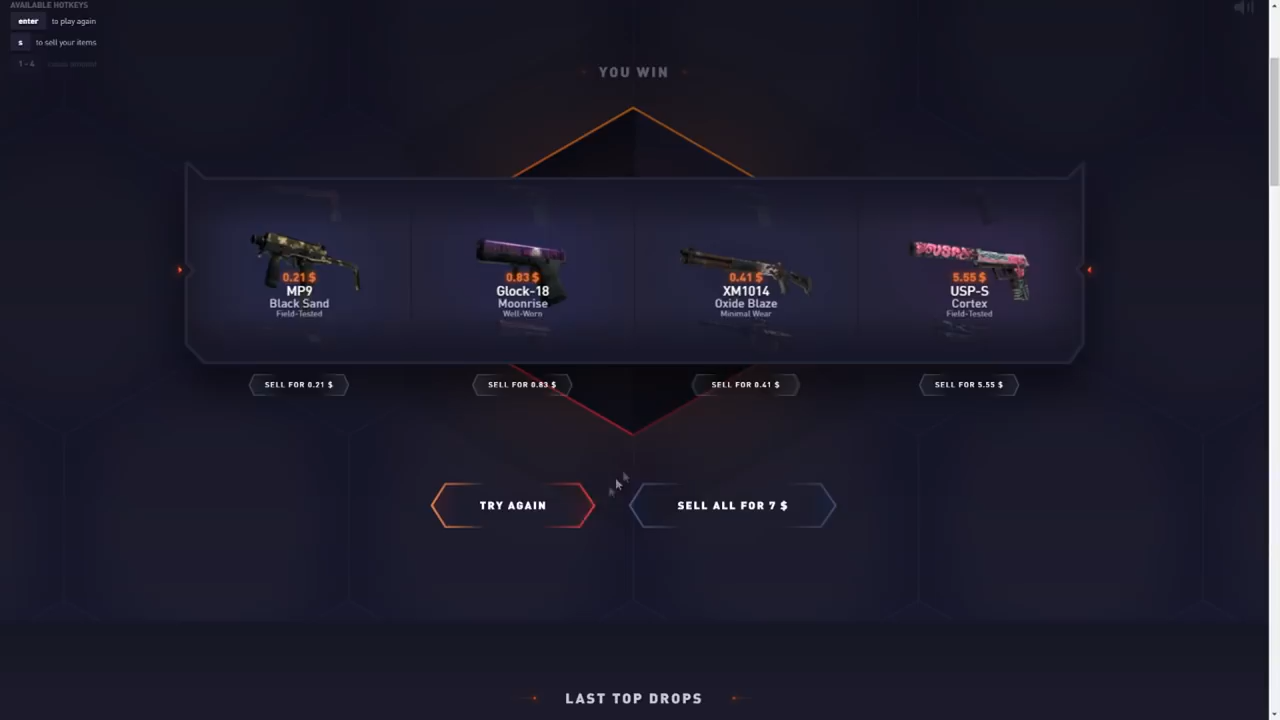 AVAILABLE HOTKEYS
enter to play again
s to sell your items
1 - 4
YOU WIN
0.21 $
MP9
Black Sand
Field-Tested
0.83 $
Glock-18
Moonrise
Well-Worn
0.41 $
XM1014
Oxide Blaze
Minimal Wear
5.55 $
USP-S
Cortex
Field-Tested
SELL FOR 0.21 $
SELL FOR 0.83 $
SELL FOR 0.41 $
SELL FOR 5.55 $
TRY AGAIN
SELL ALL FOR 7 $
LAST TOP DROPS